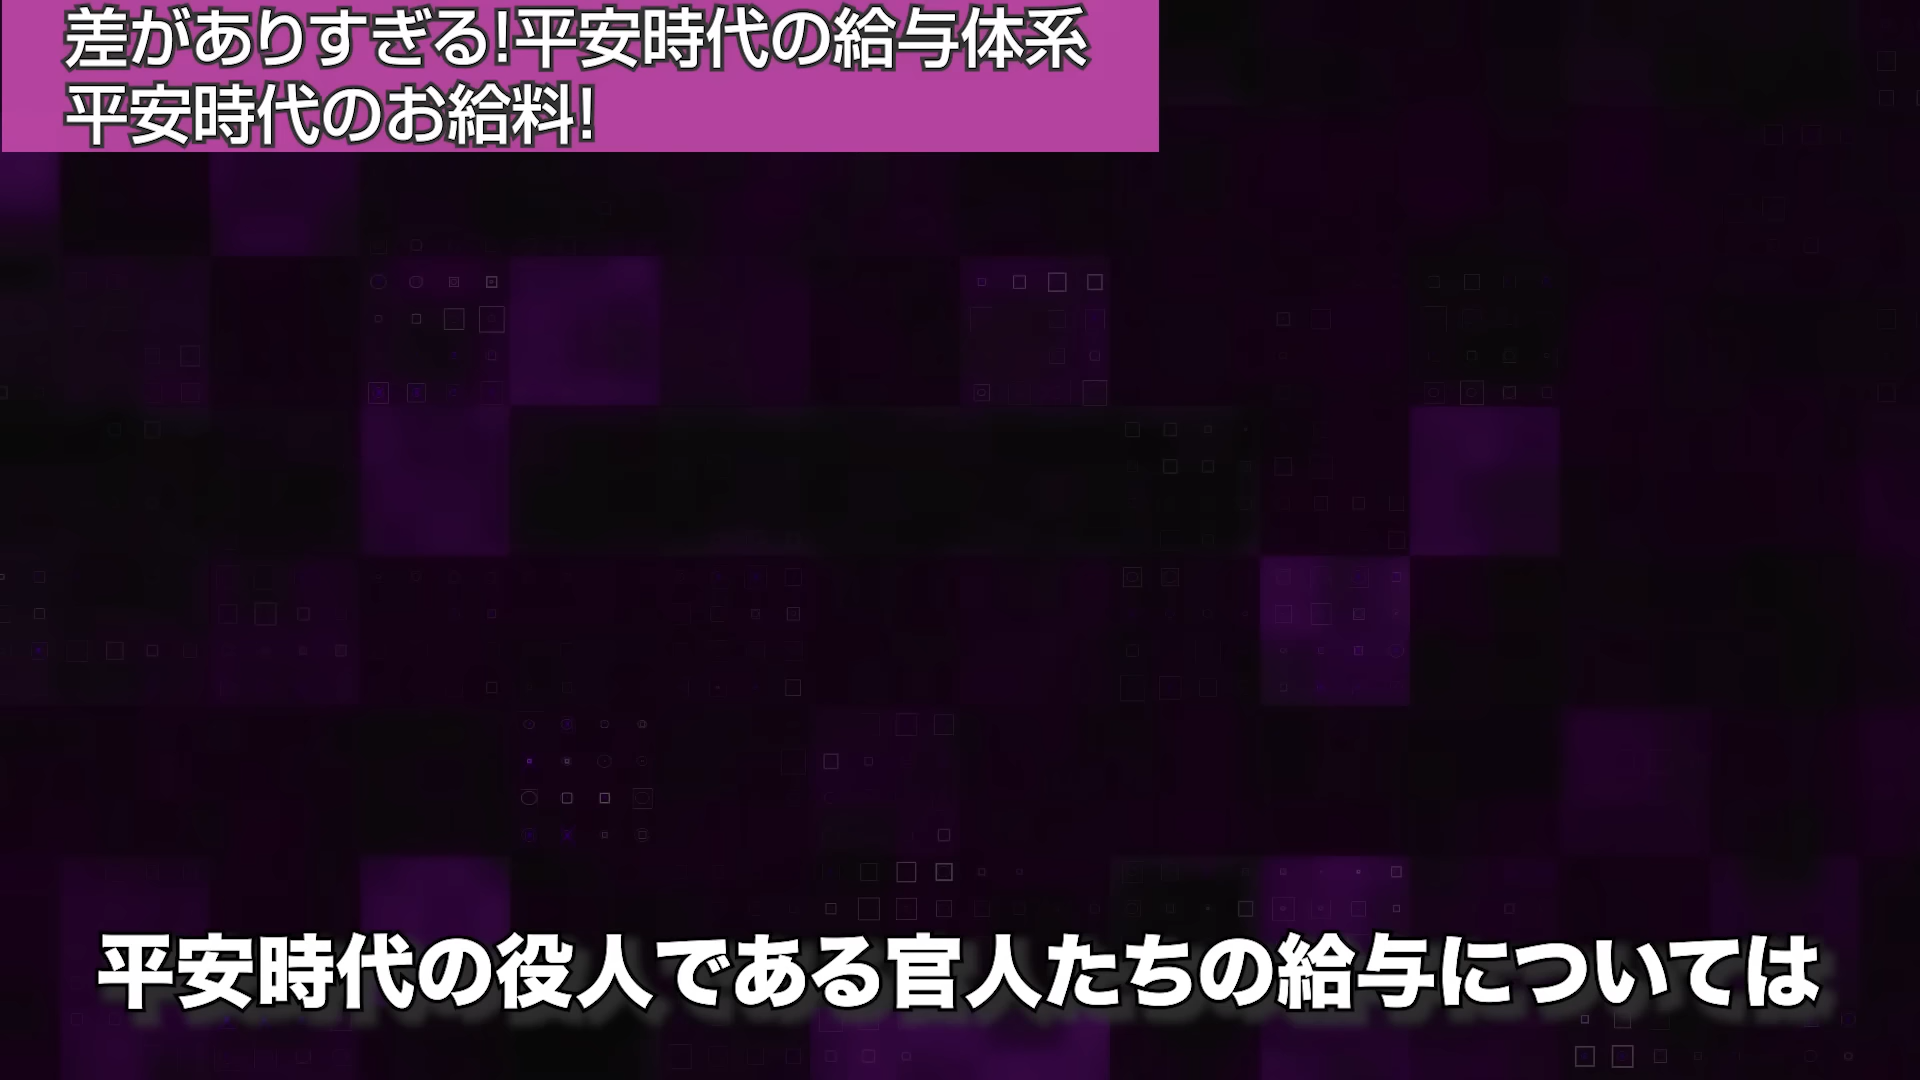 差がありすぎる!平安時代の給与体系
平安時代のお給料!
平安時代の役人である官人たちの給与については